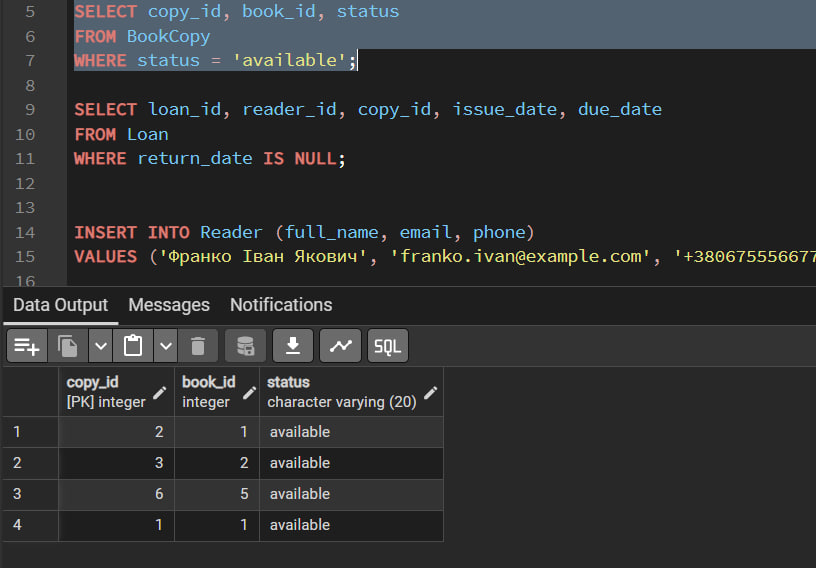 5 SELECT copy_id, book_id, status
6 FROM BookCopy
7 WHERE status = 'available';
8
9 SELECT loan_id, reader_id, copy_id, issue_date, due_date
10 FROM Loan
11 WHERE return_date IS NULL;
12
13
14 INSERT INTO Reader (full_name, email, phone)
15 VALUES ('Франко Іван Якович', 'franko.ivan@example.com', '+380675556677
16
Data Output Messages Notifications
SQL
copy_id book_id status
[PK] integer integer character varying (20)
1 2 1 available
2 3 2 available
3 6 5 available
4 1 1 available